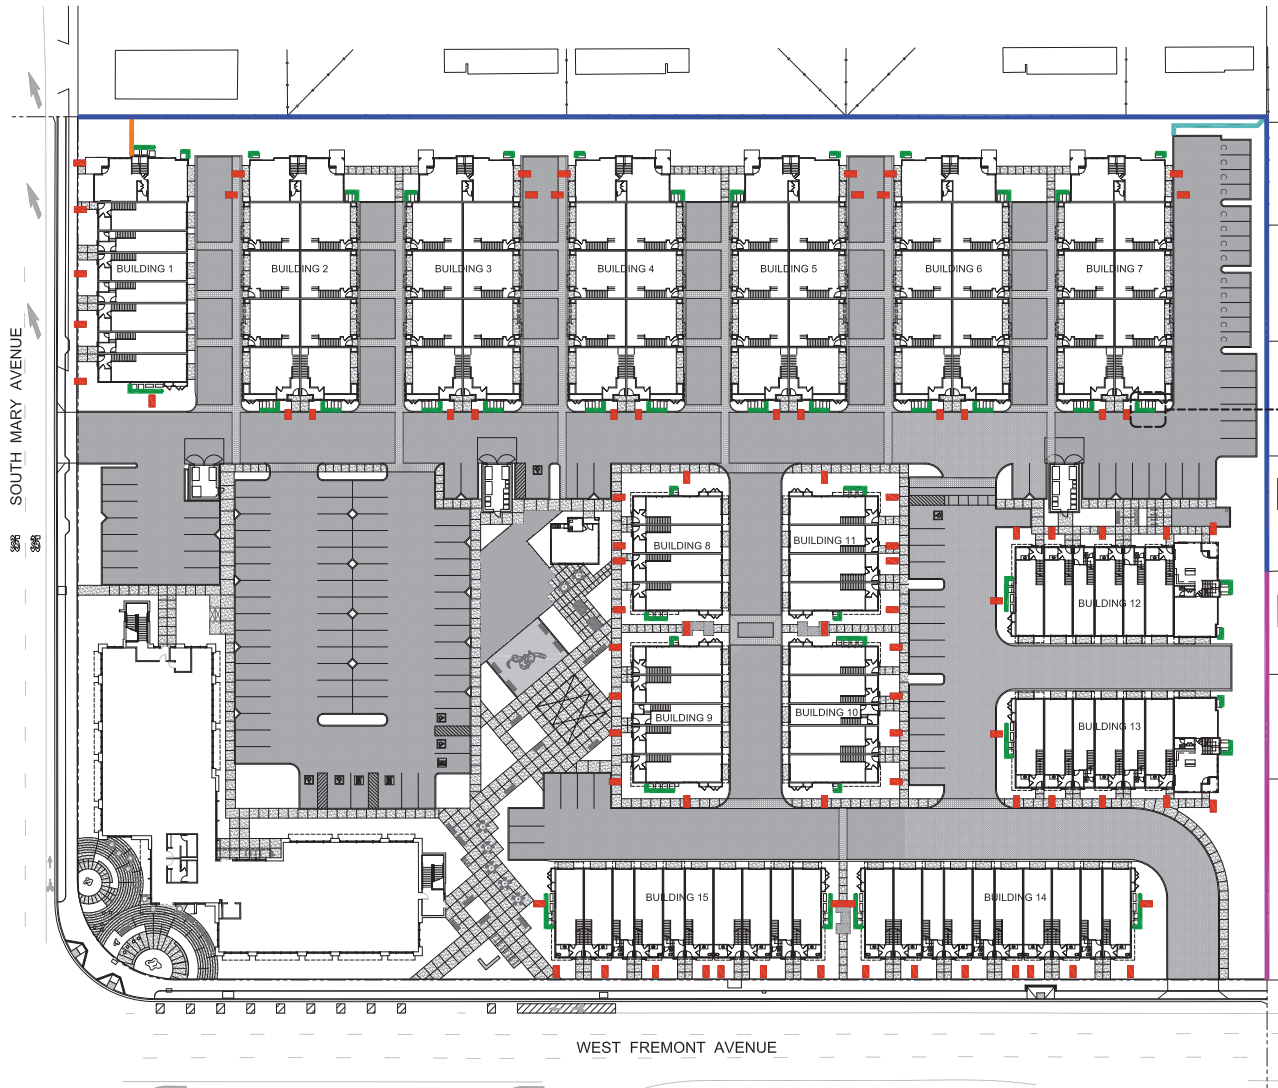 BUILDING 1
BUILDING 2
BUILDING 3
BUILDING 4
BUILDING 5
BUILDING 6
BUILDING 7
SOUTH MARY AVENUE
BUILDING 8
BUILDING 11
BUILDING 12
BUILDING 9
BUILDING 10
BUILDING 13
BUILDING 15
BUILDING 14
WEST FREMONT AVENUE